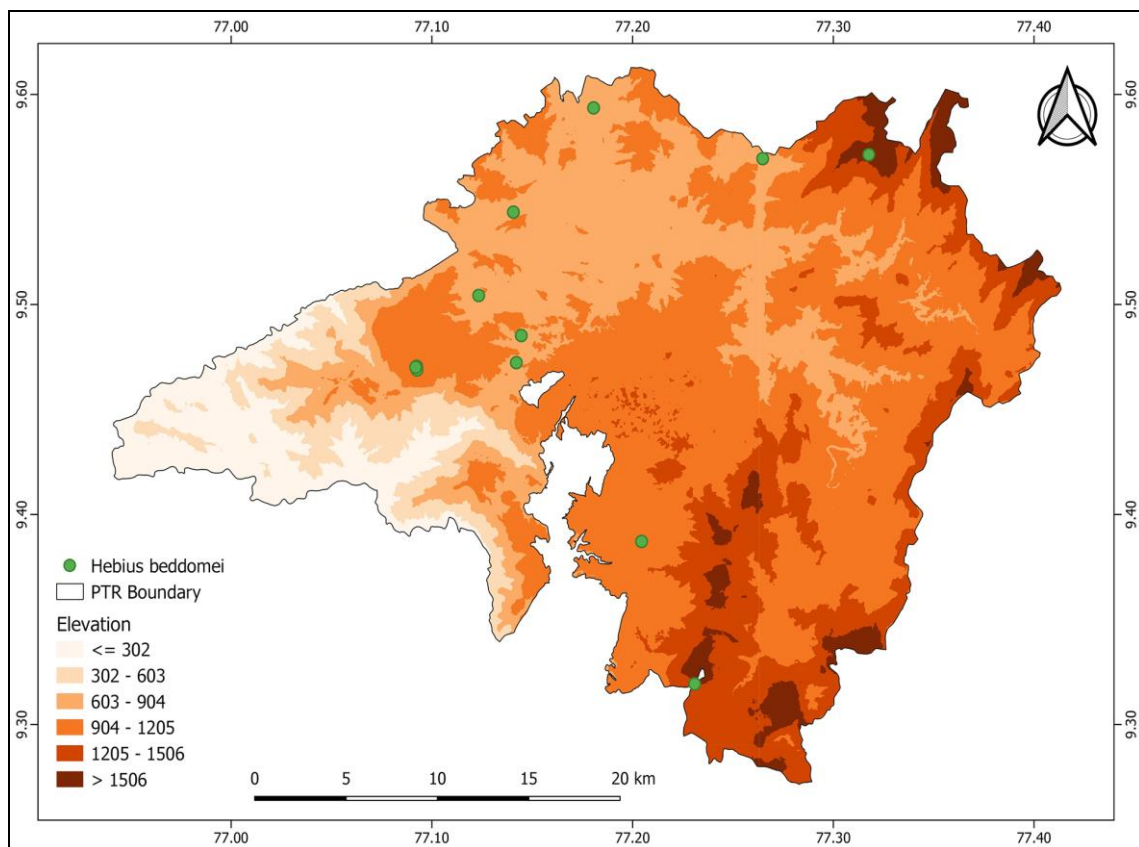 77.00 77.10 77.20 77.30 77.40
9.60 9.60
9.50 9.50
9.40 9.40
9.30 9.30
Hebius beddomei
PTR Boundary
Elevation
<= 302
302 - 603
603 - 904
904 - 1205
1205 - 1506
> 1506
0 5 10 15 20 km
77.00 77.10 77.20 77.30 77.40